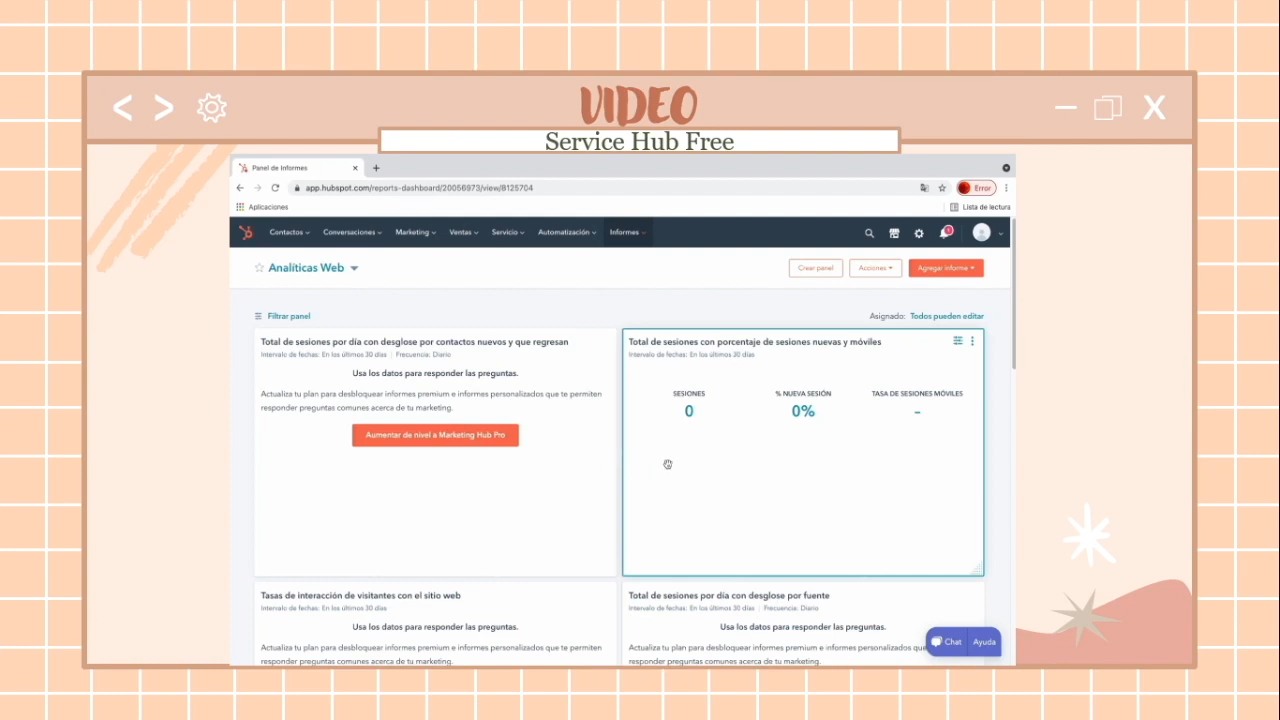 VIDEO
Service Hub Free
Panel de Informes
app.hubspot.com/reports-dashboard/20056973/view/8125704
Error
Aplicaciones
Lista de lectura
Contactos Conversaciones Marketing Ventas Servicio Automatización Informes
Analíticas Web
Crear panel Acciones Agregar informe
Filtrar panel
Asignado: Todos pueden editar
Total de sesiones por día con desglose por contactos nuevos y que regresan
Intervalo de fechas: En los últimos 30 días | Frecuencia: Diario
Usa los datos para responder las preguntas.
Actualiza tu plan para desbloquear informes premium e informes personalizados que te permiten
responder preguntas comunes acerca de tu marketing.
Aumentar de nivel a Marketing Hub Pro
Total de sesiones con porcentaje de sesiones nuevas y móviles
Intervalo de fechas: En los últimos 30 días
SESIONES % NUEVA SESIÓN TASA DE SESIONES MÓVILES
0 0% -
Tasas de interacción de visitantes con el sitio web
Intervalo de fechas: En los últimos 30 días
Usa los datos para responder las preguntas.
Actualiza tu plan para desbloquear informes premium e informes personalizados que te permiten
responder preguntas comunes acerca de tu marketing.
Total de sesiones por día con desglose por fuente
Intervalo de fechas: En los últimos 30 días | Frecuencia: Diario
Usa los datos para responder las preguntas.
Actualiza tu plan para desbloquear informes premium e informes personalizados que
responder preguntas comunes acerca de tu marketing.
Chat Ayuda